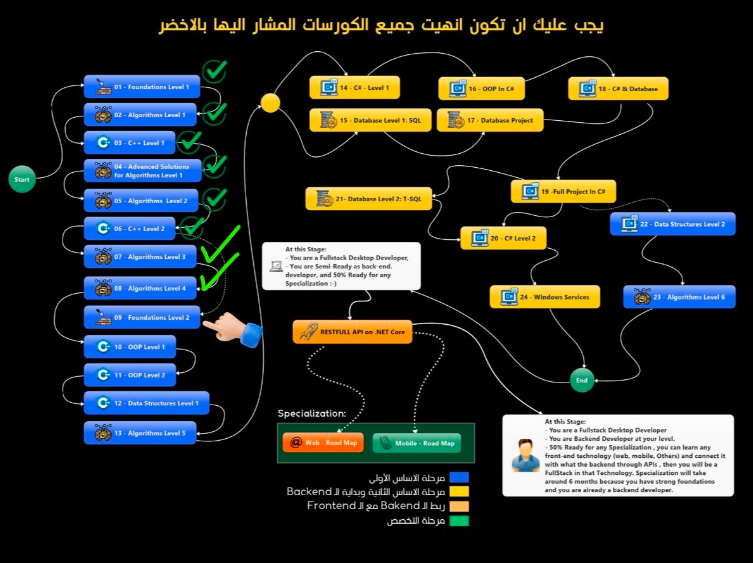 يجب عليك ان تكون انهيت جميع الكورسات المشار اليها بالاخضر
Start
01 - Foundations Level 1
02 - Algorithms Level 1
03 - C++ Level 1
04 - Advanced Solutions
for Algorithms Level 1
05 - Algorithms Level 2
06 - C++ Level 2
07 - Algorithms Level 3
08 - Algorithms Level 4
09 - Foundations Level 2
10 - OOP Level 1
11 - OOP Level 2
12 - Data Structures Level 1
13 - Algorithms Level 5
14 - C# - Level 1
15 - Database Level 1: SQL
16 - OOP In C#
17 - Database Project
18 - C# & Database
19 -Full Project In C#
21- Database Level 2: T-SQL
20 - C# Level 2
22 - Data Structures Level 2
23 - Algorithms Level 6
24 - Windows Services
End
At this Stage:
- You are a Fullstack Desktop Developer,
- You are Semi-Ready as back-end.
developer, and 50% Ready for any
Specialization :-)
RESTFULL API on .NET Core
Specialization:
Web - Road Map
Mobile - Road Map
At this Stage:
- You are a Fullstack Desktop Developer
- You are Backend Developer at your level.
- 50% Ready for any Specialization , you can learn any
front-end technology (web, mobile, Others) and connect it
with what the backend through APIs , then you will be a
FullStack in that Technology. Specialization will take
around 6 months because you have strong foundations
and you are already a backend developer.
مرحلة الاساس الأولى
مرحلة الاساس الثانية وبداية الـ Backend
ربط الـ Bakend مع الـ Frontend
مرحلة التخصص